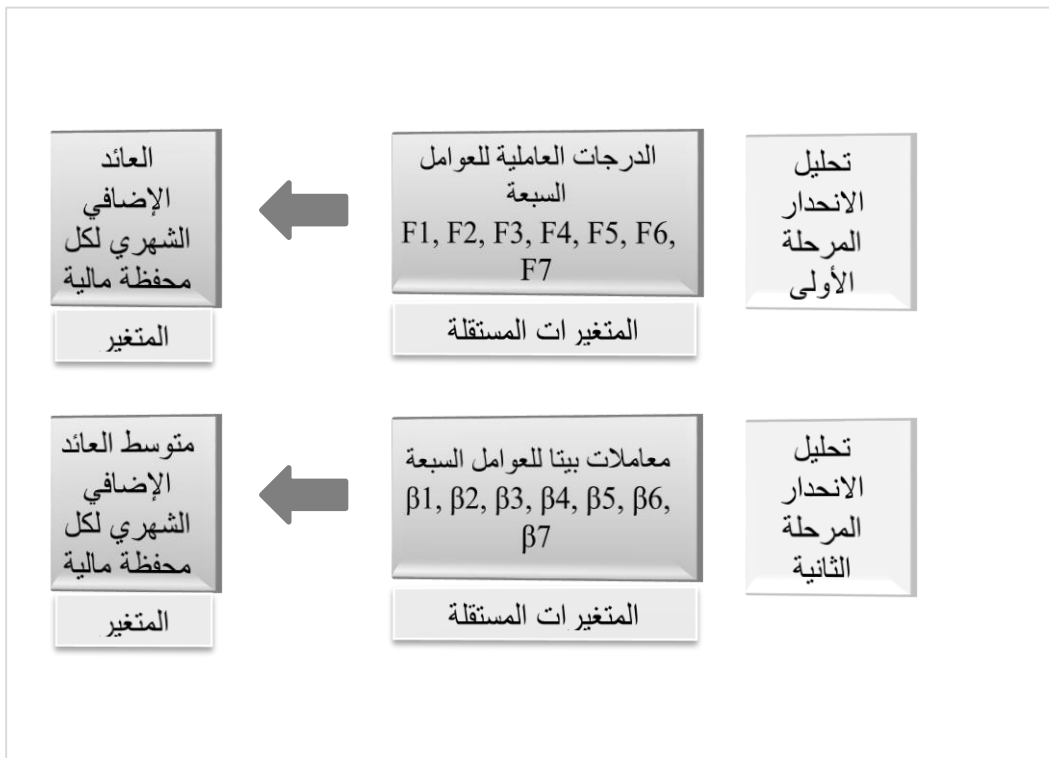 تحليل
الانحدار
المرحلة
الأولى
الدرجات العاملية للعوامل
السبعة
F1, F2, F3, F4, F5, F6,
F7
المتغيرات المستقلة
العائد
الإضافي
الشهري لكل
محفظة مالية
المتغير
تحليل
الانحدار
المرحلة
الثانية
معاملات بيتا للعوامل السبعة
β1, β2, β3, β4, β5, β6,
β7
المتغيرات المستقلة
متوسط العائد
الإضافي
الشهري لكل
محفظة مالية
المتغير